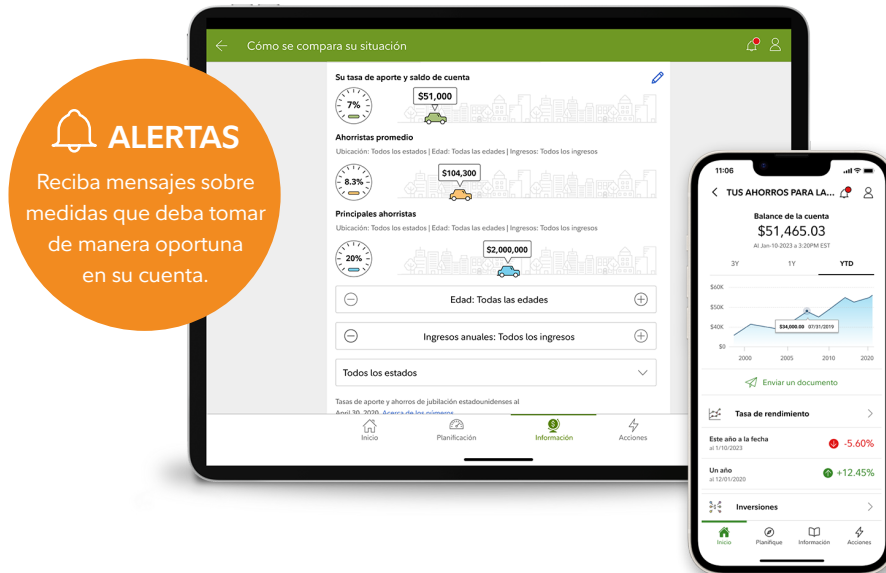 ALERTAS
Reciba mensajes sobre
medidas que deba tomar
de manera oportuna
en su cuenta.
Cómo se compara su situación
Su tasa de aporte y saldo de cuenta
7%
$51,000
Ahorristas promedio
Ubicación: Todos los estados | Edad: Todas las edades | Ingresos: Todos los ingresos
8.3%
$104,300
Principales ahorristas
Ubicación: Todos los estados | Edad: Todas las edades | Ingresos: Todos los ingresos
20%
$2,000,000
Edad: Todas las edades
Ingresos anuales: Todos los ingresos
Todos los estados
Tasas de aporte y ahorros de jubilación estadounidenses al
April 30, 2020. Acerca de los números
Inicio Planificación Información Acciones
11:06
TUS AHORROS PARA LA...
Balance de la cuenta
$51,465.03
Al Jan-10-2023 a 3:20PM EST
3Y 1Y YTD
$60K
$50K
$40K
$34,000.00 07/31/2019
$0
2000 2005 2010 2020
Enviar un documento
Tasa de rendimiento
Este año a la fecha
al 1/10/2023
-5.60%
Un año
al 12/01/2020
+12.45%
Inversiones
Inicio Planifique Información Acciones